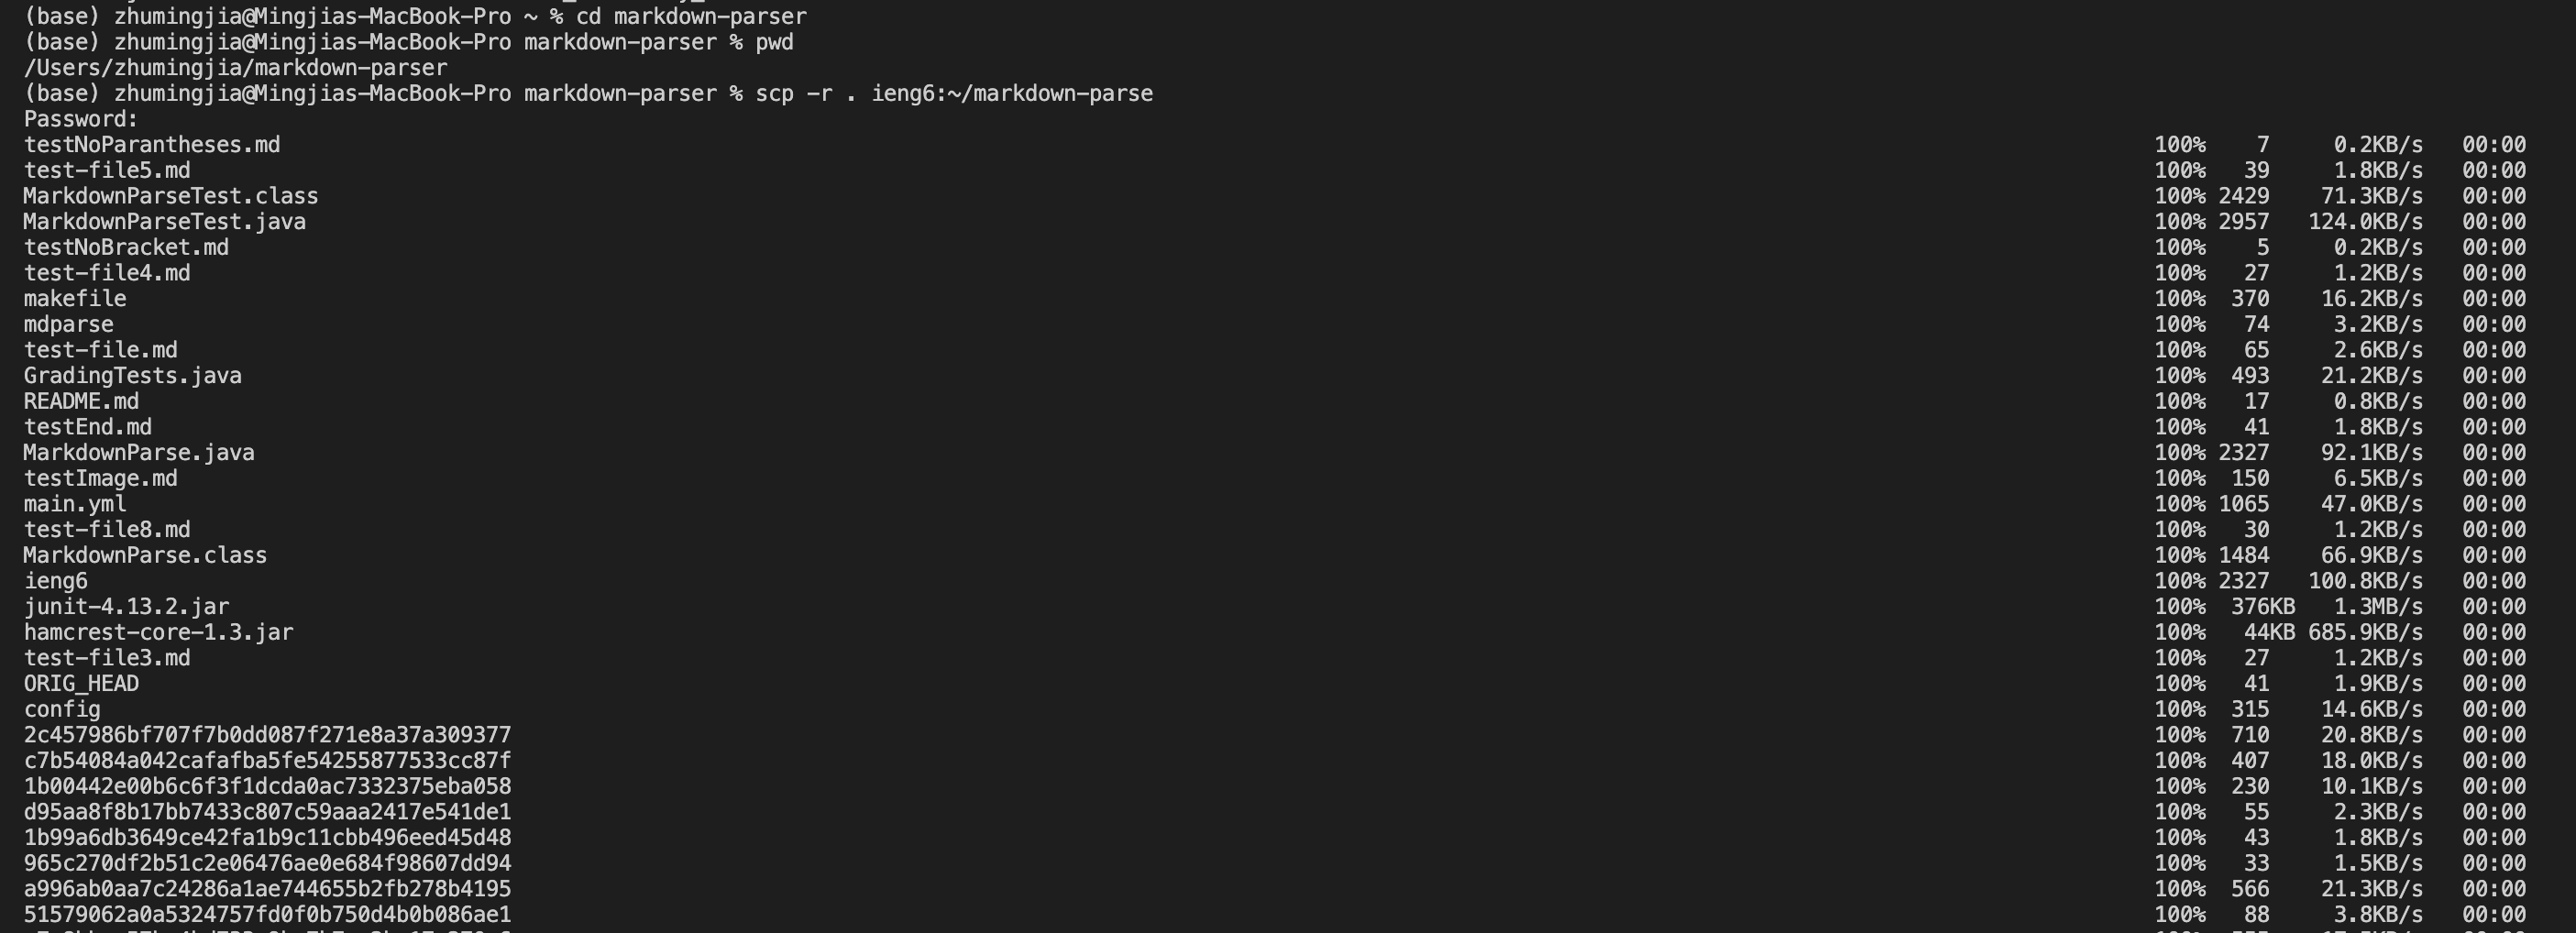 (base) zhumingjia@Mingjias-MacBook-Pro ~ % cd markdown-parser
(base) zhumingjia@Mingjias-MacBook-Pro markdown-parser % pwd
/Users/zhumingjia/markdown-parser
(base) zhumingjia@Mingjias-MacBook-Pro markdown-parser % scp -r . ieng6:~/markdown-parse
Password:
testNoParantheses.md 100% 7 0.2KB/s 00:00
test-file5.md 100% 39 1.8KB/s 00:00
MarkdownParseTest.class 100% 2429 71.3KB/s 00:00
MarkdownParseTest.java 100% 2957 124.0KB/s 00:00
testNoBracket.md 100% 5 0.2KB/s 00:00
test-file4.md 100% 27 1.2KB/s 00:00
makefile 100% 370 16.2KB/s 00:00
mdparse 100% 74 3.2KB/s 00:00
test-file.md 100% 65 2.6KB/s 00:00
GradingTests.java 100% 493 21.2KB/s 00:00
README.md 100% 17 0.8KB/s 00:00
testEnd.md 100% 41 1.8KB/s 00:00
MarkdownParse.java 100% 2327 92.1KB/s 00:00
testImage.md 100% 150 6.5KB/s 00:00
main.yml 100% 1065 47.0KB/s 00:00
test-file8.md 100% 30 1.2KB/s 00:00
MarkdownParse.class 100% 1484 66.9KB/s 00:00
ieng6 100% 2327 100.8KB/s 00:00
junit-4.13.2.jar 100% 376KB 1.3MB/s 00:00
hamcrest-core-1.3.jar 100% 44KB 685.9KB/s 00:00
test-file3.md 100% 27 1.2KB/s 00:00
ORIG_HEAD 100% 41 1.9KB/s 00:00
config 100% 315 14.6KB/s 00:00
2c457986bf707f7b0dd087f271e8a37a309377 100% 710 20.8KB/s 00:00
c7b54084a042cafafba5fe54255877533cc87f 100% 407 18.0KB/s 00:00
1b00442e00b6c6f3f1dcda0ac7332375eba058 100% 230 10.1KB/s 00:00
d95aa8f8b17bb7433c807c59aaa2417e541de1 100% 55 2.3KB/s 00:00
1b99a6db3649ce42fa1b9c11cbb496eed45d48 100% 43 1.8KB/s 00:00
965c270df2b51c2e06476ae0e684f98607dd94 100% 33 1.5KB/s 00:00
a996ab0aa7c24286a1ae744655b2fb278b4195 100% 566 21.3KB/s 00:00
51579062a0a5324757fd0f0b750d4b0b086ae1 100% 88 3.8KB/s 00:00